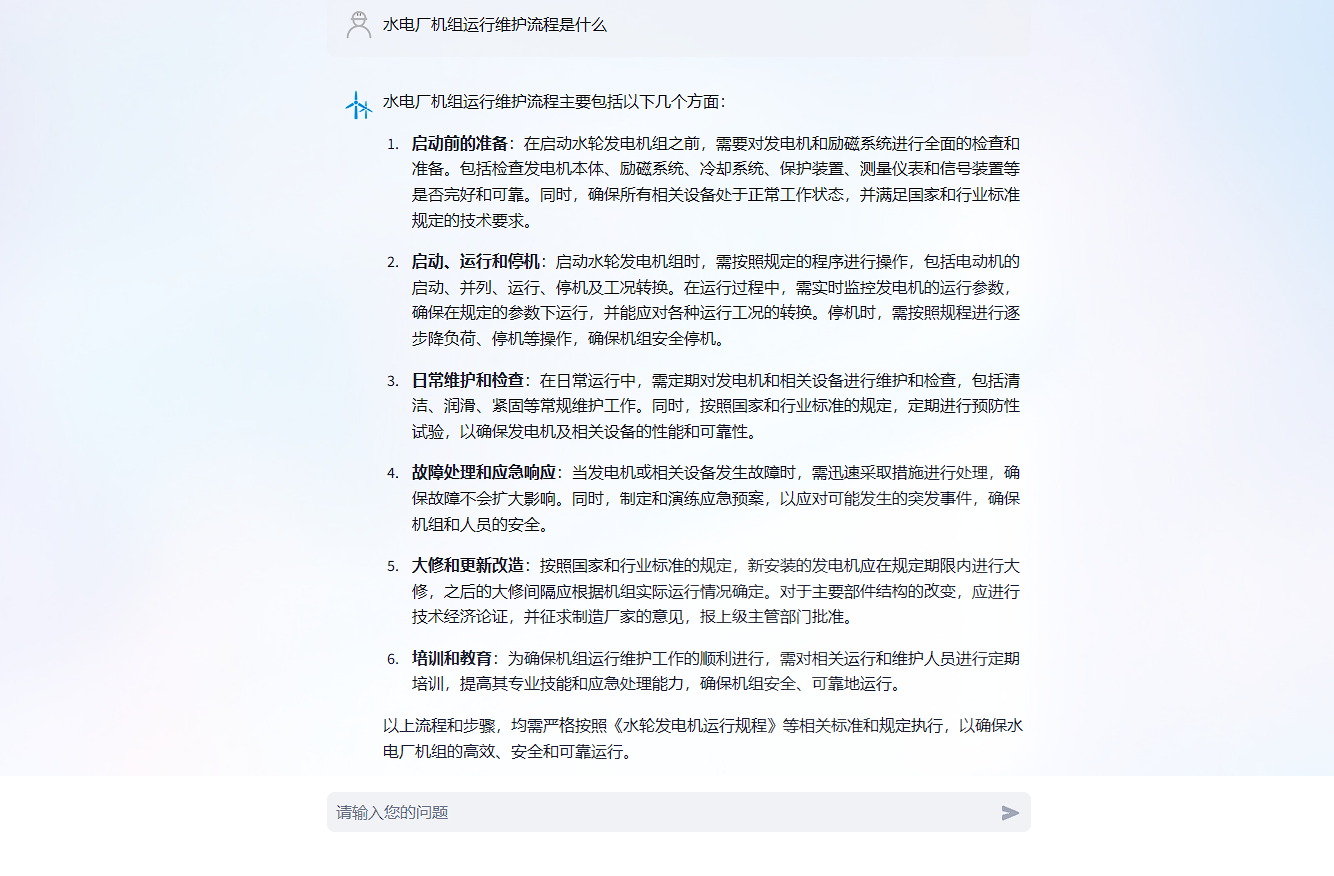 水电厂机组运行维护流程是什么
水电厂机组运行维护流程主要包括以下几个方面：
1. 启动前的准备：在启动水轮发电机组之前，需要对发电机和励磁系统进行全面的检查和
准备。包括检查发电机本体、励磁系统、冷却系统、保护装置、测量仪表和信号装置等
是否完好和可靠。同时，确保所有相关设备处于正常工作状态，并满足国家和行业标准
规定的技术要求。
2. 启动、运行和停机：启动水轮发电机组时，需按照规定的程序进行操作，包括电动机的
启动、并列、运行、停机及工况转换。在运行过程中，需实时监控发电机的运行参数，
确保在规定的参数下运行，并能应对各种运行工况的转换。停机时，需按照规程进行逐
步降负荷、停机等操作，确保机组安全停机。
3. 日常维护和检查：在日常运行中，需定期对发电机和相关设备进行维护和检查，包括清
洁、润滑、紧固等常规维护工作。同时，按照国家和行业标准的规定，定期进行预防性
试验，以确保发电机及相关设备的性能和可靠性。
4. 故障处理和应急响应：当发电机或相关设备发生故障时，需迅速采取措施进行处理，确
保故障不会扩大影响。同时，制定和演练应急预案，以应对可能发生的突发事件，确保
机组和人员的安全。
5. 大修和更新改造：按照国家和行业标准的规定，新安装的发电机应在规定期限内进行大
修，之后的大修间隔应根据机组实际运行情况确定。对于主要部件结构的改变，应进行
技术经济论证，并征求制造厂家的意见，报上级主管部门批准。
6. 培训和教育：为确保机组运行维护工作的顺利进行，需对相关运行和维护人员进行定期
培训，提高其专业技能和应急处理能力，确保机组安全、可靠地运行。
以上流程和步骤，均需严格按照《水轮发电机运行规程》等相关标准和规定执行，以确保水
电厂机组的高效、安全和可靠运行。
请输入您的问题